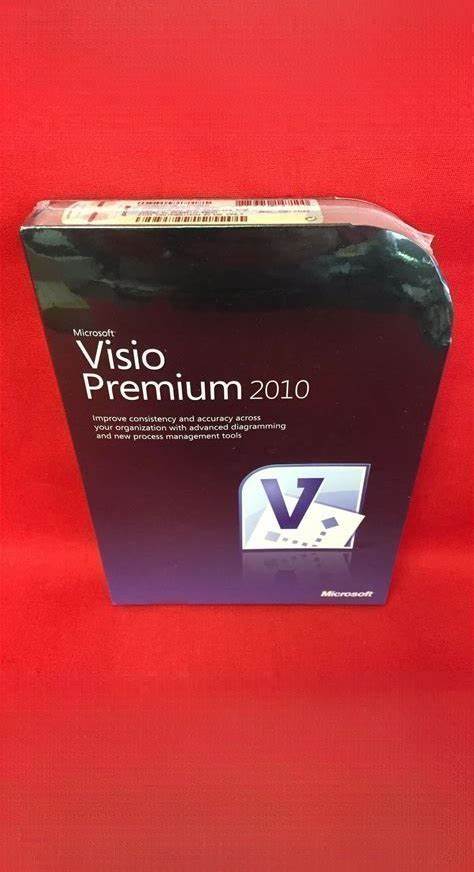 Microsoft
Visio
Premium 2010
Improve consistency and accuracy across
your organization with advanced diagramming
and new process management tools
V
Microsoft